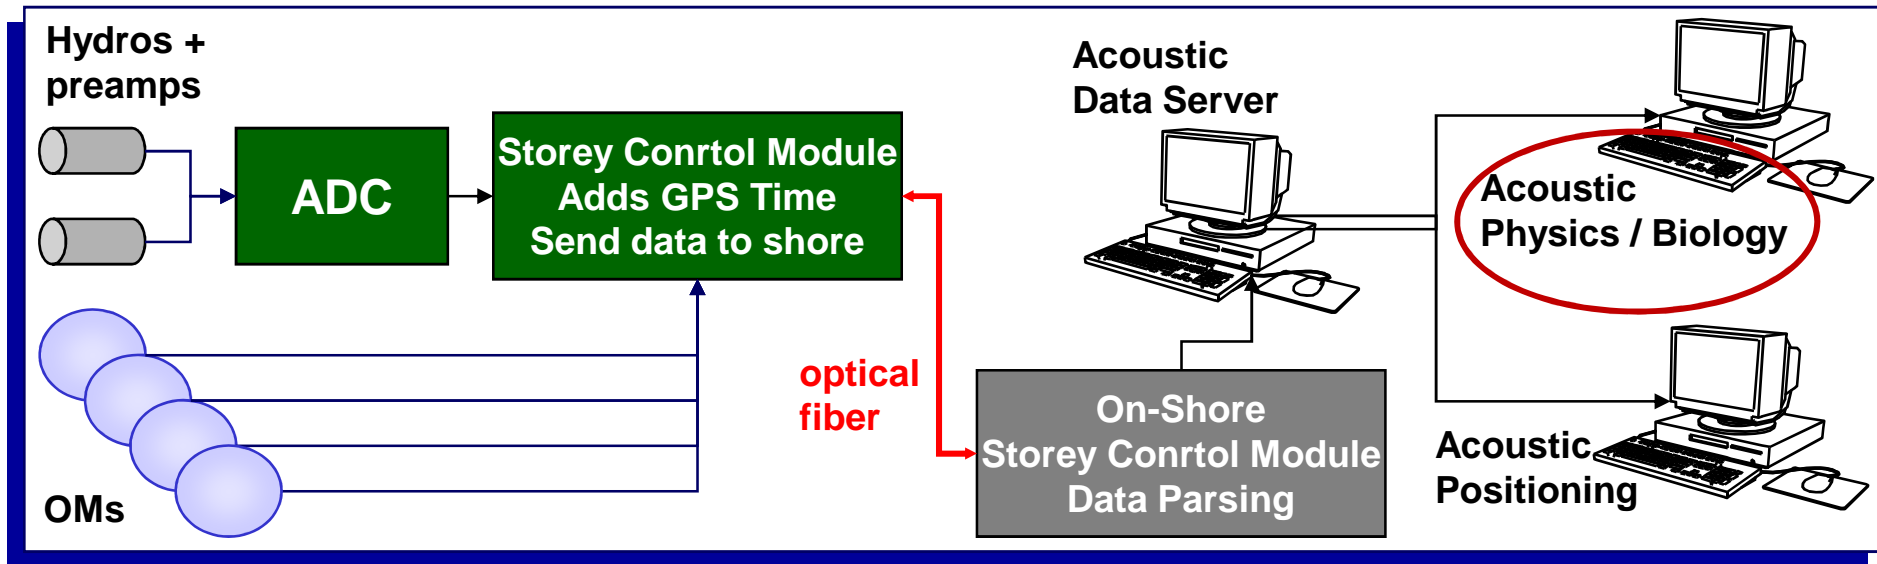 Hydros +
preamps
ADC
Storey Conrtol Module
Adds GPS Time
Send data to shore
OMs
optical
fiber
On-Shore
Storey Conrtol Module
Data Parsing
Acoustic
Data Server
Acoustic
Physics / Biology
Acoustic
Positioning